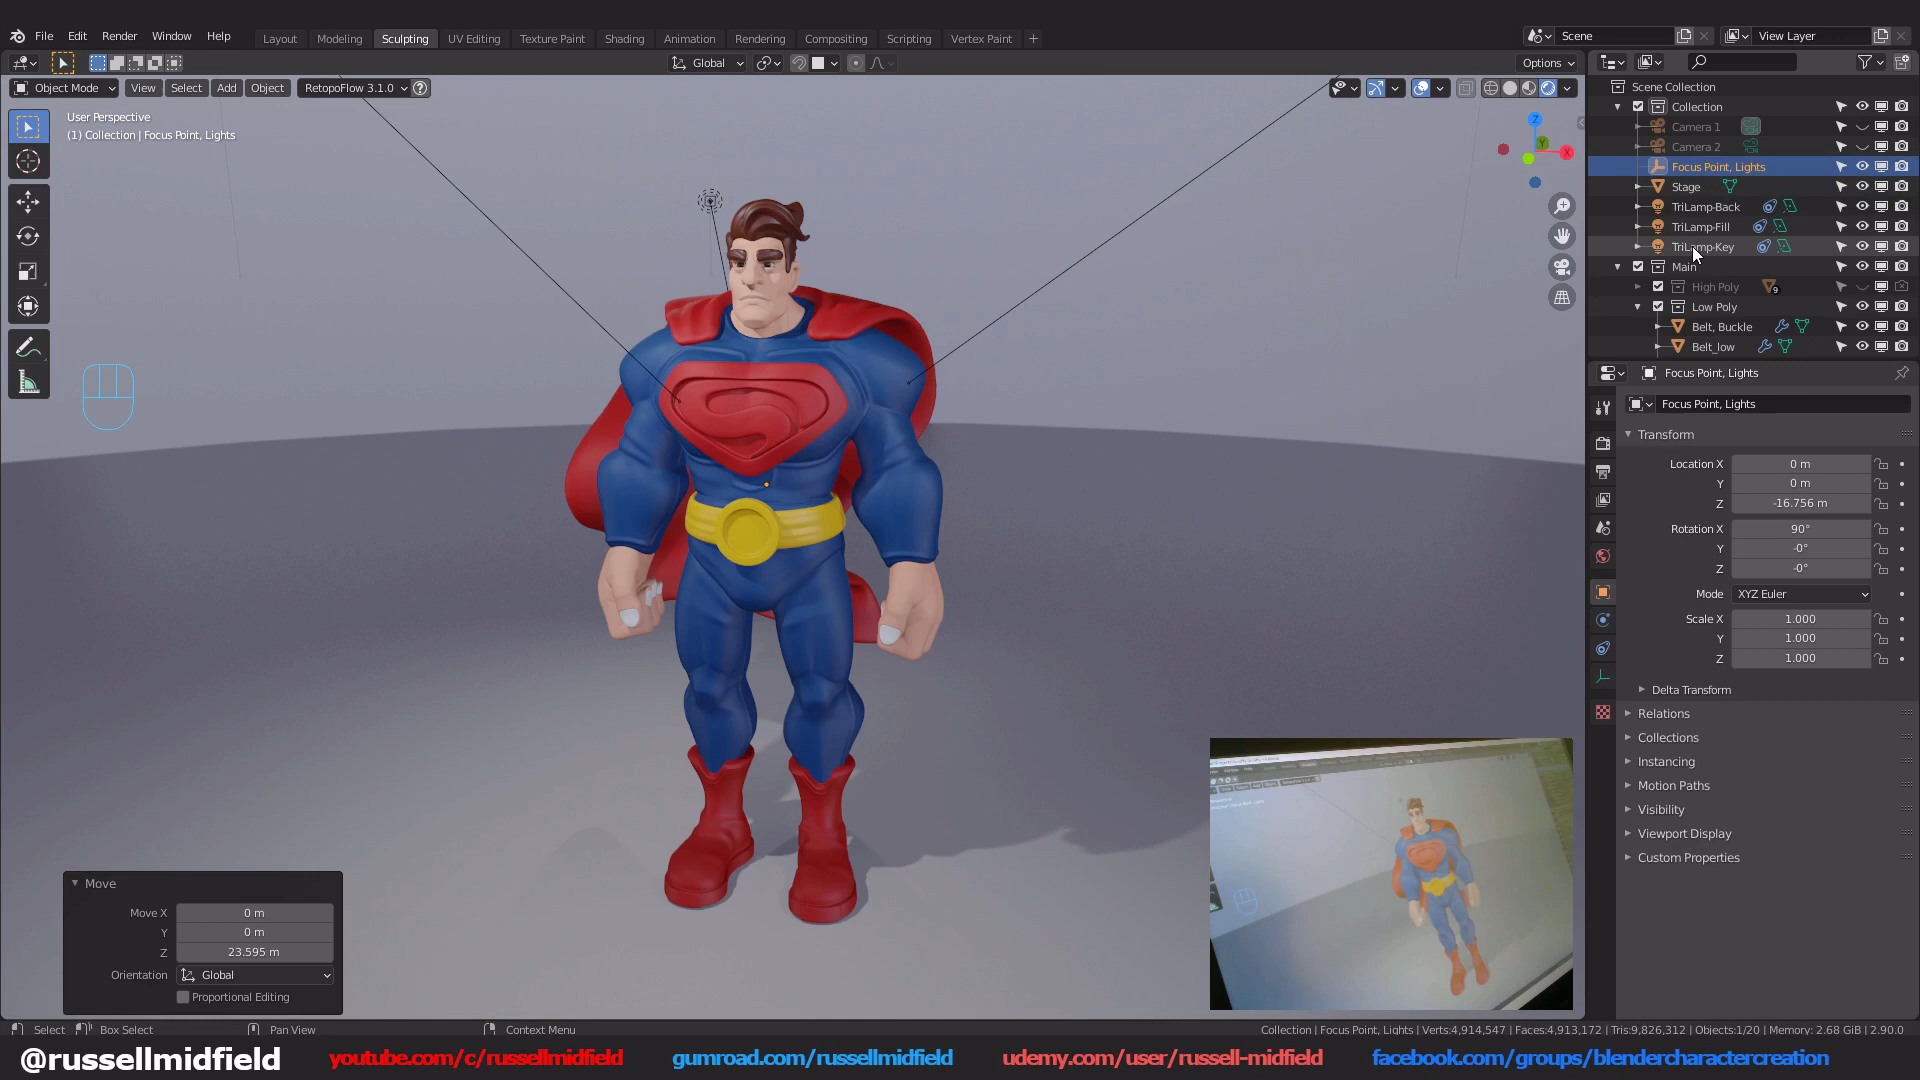 File Edit Render Window Help
Layout Modeling Sculpting UV Editing Texture Paint Shading Animation Rendering Compositing Scripting Vertex Paint +
Scene View Layer
Global Options
Object Mode View Select Add Object RetopoFlow 3.1.0
User Perspective
(1) Collection | Focus Point, Lights
Z
Y
X
Scene Collection
Collection
Camera 1
Camera 2
Focus Point, Lights
Stage
TriLamp-Back
TriLamp-Fill
TriLamp-Key
Main
High Poly 9
Low Poly
Belt, Buckle
Belt_low
Focus Point, Lights
Focus Point, Lights
Transform
Location X 0 m
Y 0 m
Z -16.756 m
Rotation X 90°
Y -0°
Z -0°
Mode XYZ Euler
Scale X 1.000
Y 1.000
Z 1.000
Delta Transform
Relations
Collections
Instancing
Motion Paths
Visibility
Viewport Display
Custom Properties
Move
Move X 0 m
Y 0 m
Z 23.595 m
Orientation Global
Proportional Editing
Select Box Select Pan View Context Menu
Collection | Focus Point, Lights | Verts:4,914,547 | Faces:4,913,172 | Tris:9,826,312 | Objects:1/20 | Memory: 2.68 GiB | 2.90.0
@russellmidfield youtube.com/c/russellmidfield gumroad.com/russellmidfield udemy.com/user/russell-midfield facebook.com/groups/blendercharactercreation